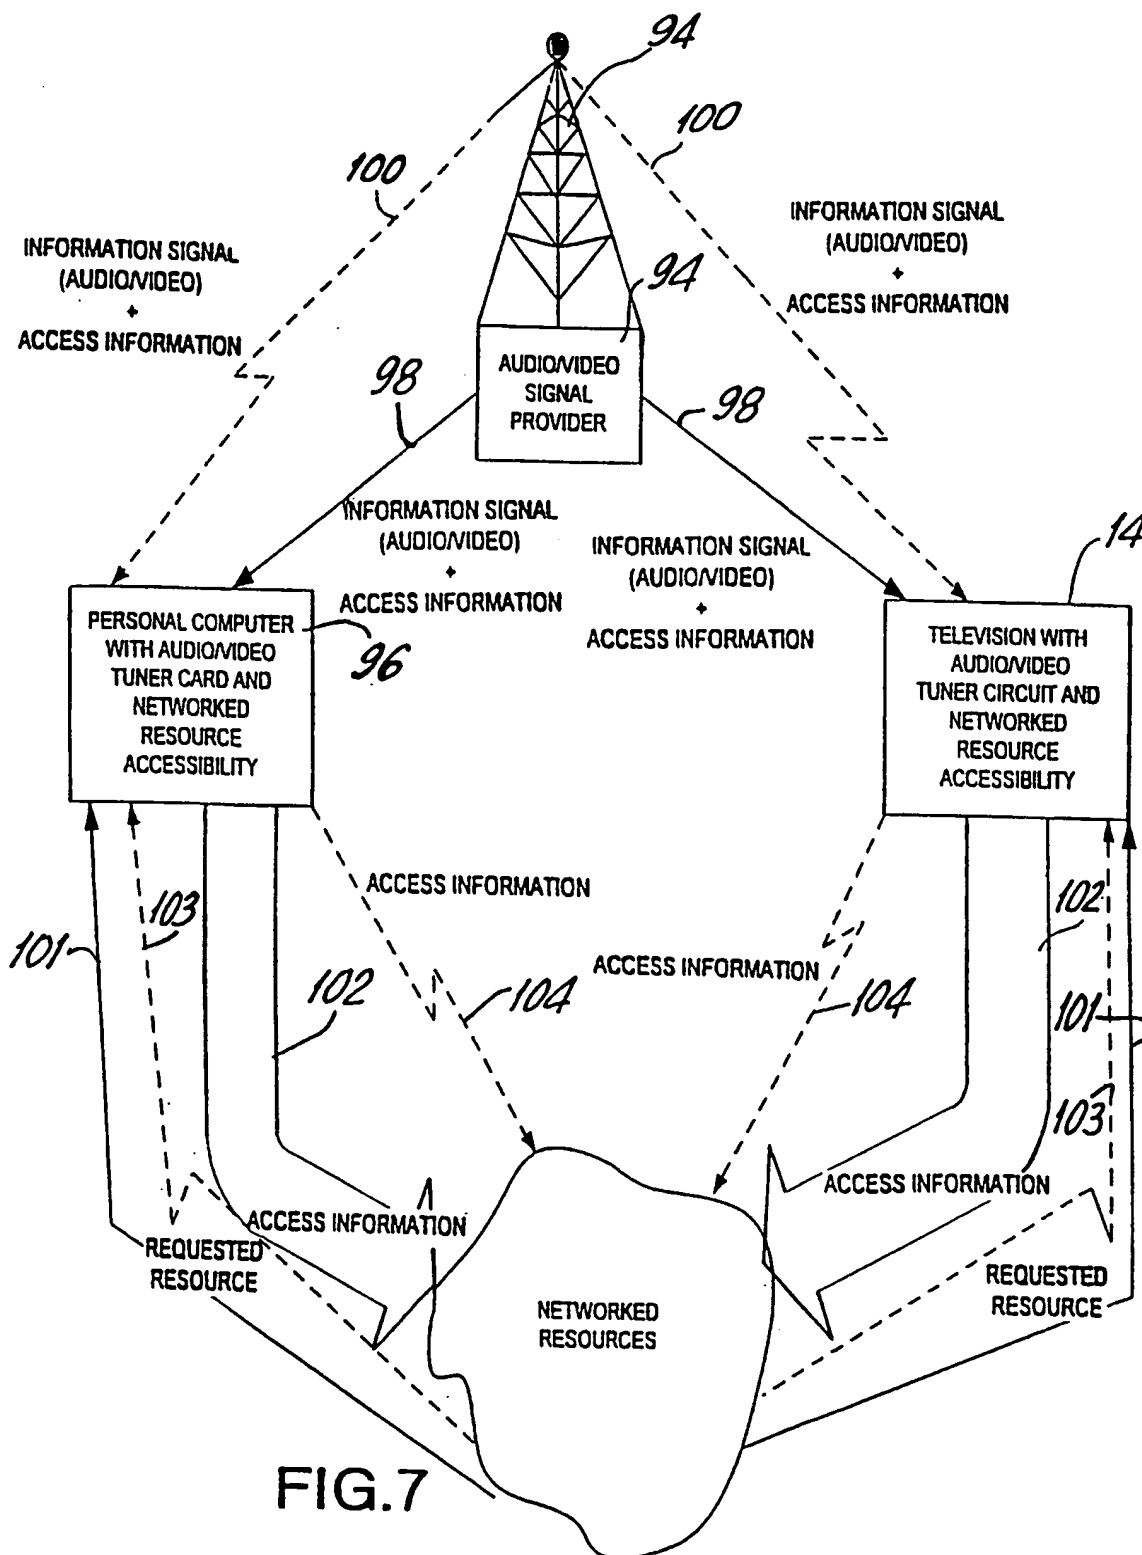 94
100
100
INFORMATION SIGNAL
(AUDIO/VIDEO)
+
ACCESS INFORMATION
INFORMATION SIGNAL
(AUDIO/VIDEO)
+
ACCESS INFORMATION
94
AUDIO/VIDEO
SIGNAL
PROVIDER
98
98
INFORMATION SIGNAL
(AUDIO/VIDEO)
+
ACCESS INFORMATION
INFORMATION SIGNAL
(AUDIO/VIDEO)
+
ACCESS INFORMATION
14
PERSONAL COMPUTER
WITH AUDIO/VIDEO
TUNER CARD AND
NETWORKED
RESOURCE
ACCESSIBILITY
96
TELEVISION WITH
AUDIO/VIDEO
TUNER CIRCUIT AND
NETWORKED
RESOURCE
ACCESSIBILITY
ACCESS INFORMATION
ACCESS INFORMATION
101
103
102
104
104
102
101
103
ACCESS INFORMATION
ACCESS INFORMATION
REQUESTED
RESOURCE
REQUESTED
RESOURCE
NETWORKED
RESOURCES
FIG.7